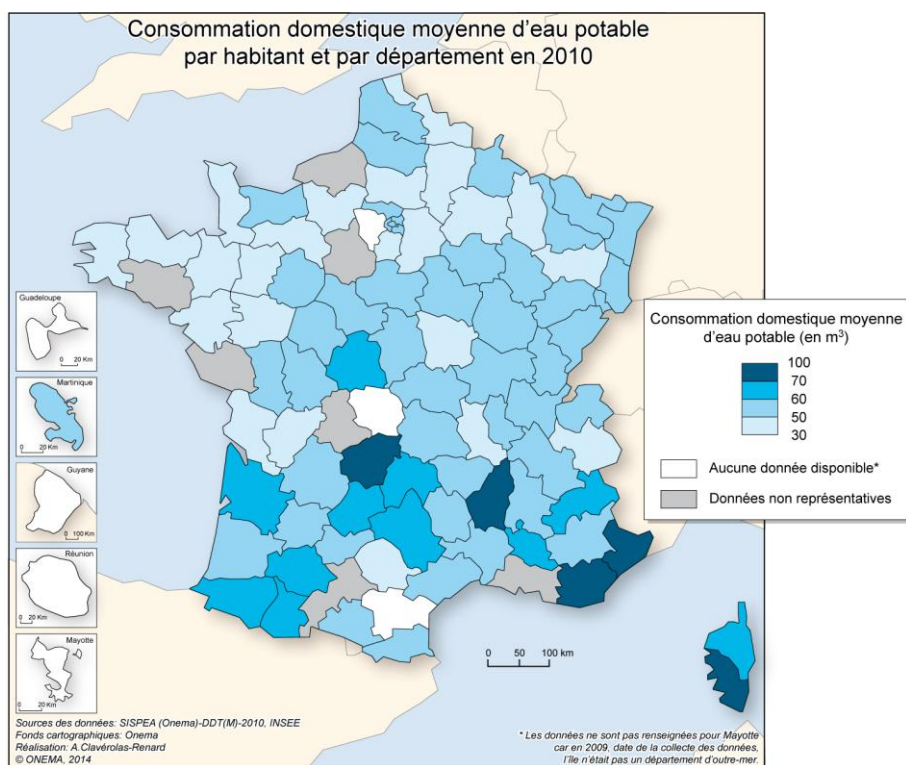 Consommation domestique moyenne d'eau potable
par habitant et par département en 2010
Guadeloupe
0 20 Km
Martinique
0 20 Km
Guyane
0 100 Km
Réunion
0 20 Km
Mayotte
0 20 Km
Consommation domestique moyenne
d'eau potable (en m³)
100
70
60
50
30
Aucune donnée disponible*
Données non représentatives
0 50 100 km
Sources des données: SISPEA (Onema)-DDT(M)-2010, INSEE
Fonds cartographiques: Onema
Réalisation: A.Clavérolas-Renard
© ONEMA, 2014
* Les données ne sont pas renseignées pour Mayotte
car en 2009, date de la collecte des données,
l'île n'était pas un département d'outre-mer.